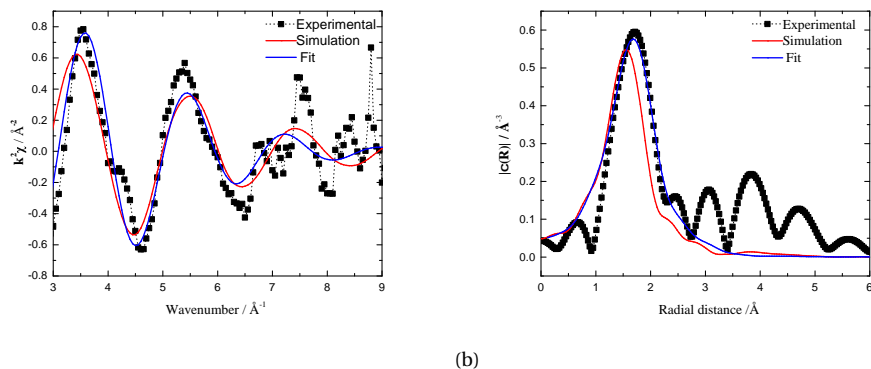 Experimental
Simulation
Fit
0.8
0.6
0.4
0.2
0.0
-0.2
-0.4
-0.6
-0.8
k²χ / Å⁻²
3 4 5 6 7 8 9
Wavenumber / Å⁻¹
Experimental
Simulation
Fit
0.6
0.5
0.4
0.3
0.2
0.1
0.0
|C(R)| / Å⁻³
0 1 2 3 4 5 6
Radial distance /Å
(b)